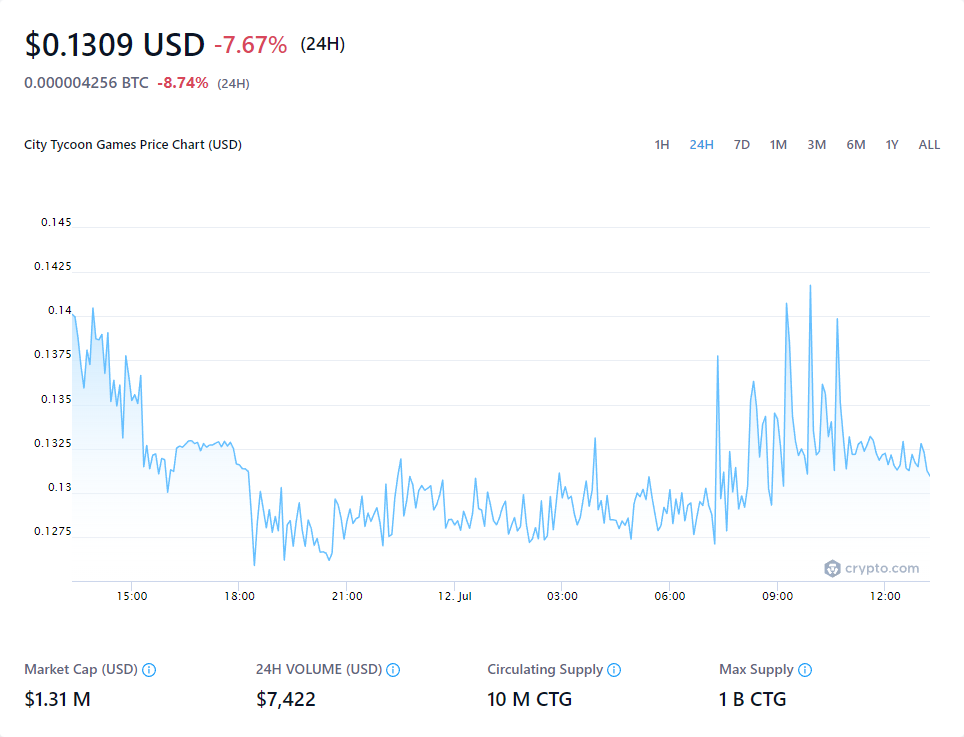 $0.1309 USD -7.67% (24H)
0.000004256 BTC -8.74% (24H)
City Tycoon Games Price Chart (USD) 1H 24H 7D 1M 3M 6M 1Y ALL
0.145
0.1425
0.14
0.1375
0.135
0.1325
0.13
0.1275
crypto.com
15:00 18:00 21:00 12. Jul 03:00 06:00 09:00 12:00
Market Cap (USD) 24H VOLUME (USD) Circulating Supply Max Supply
$1.31 M $7,422 10 M CTG 1 B CTG